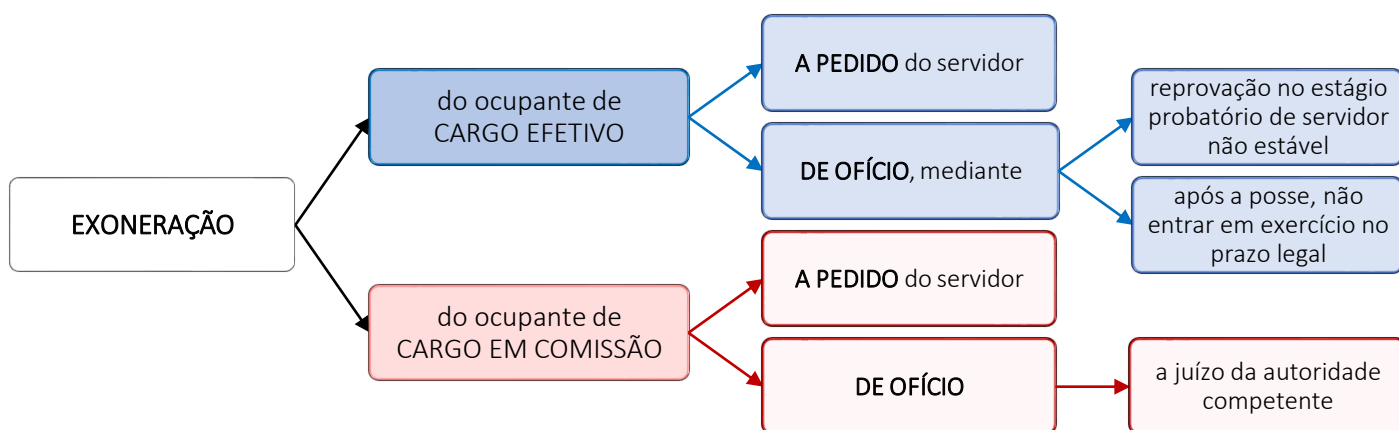 EXONERAÇÃO
do ocupante de
CARGO EFETIVO
A PEDIDO do servidor
DE OFÍCIO, mediante
reprovação no estágio
probatório de servidor
não estável
após a posse, não
entrar em exercício no
prazo legal
do ocupante de
CARGO EM COMISSÃO
A PEDIDO do servidor
DE OFÍCIO
a juízo da autoridade
competente